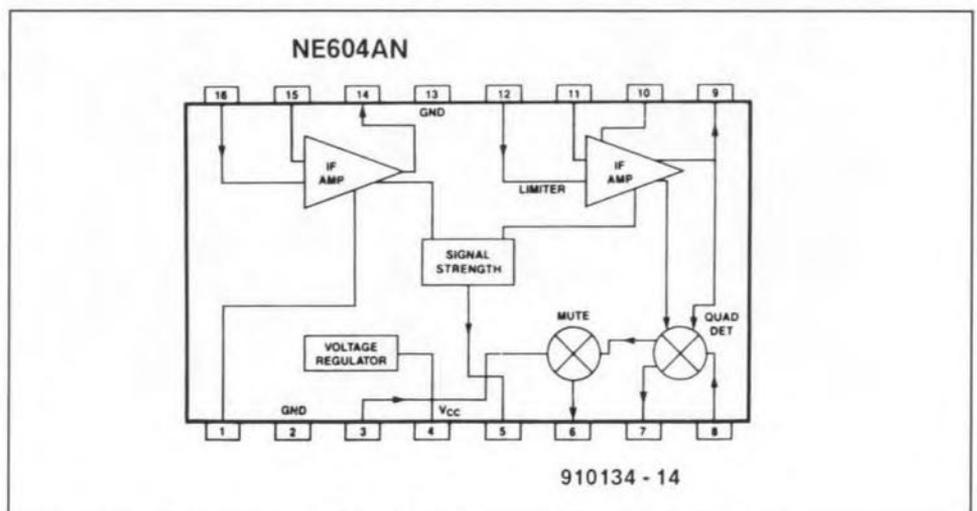 NE604AN
16 15 14 13 12 11 10 9
GND
IF
AMP
IF
AMP
LIMITER
SIGNAL
STRENGTH
MUTE
QUAD
DET
VOLTAGE
REGULATOR
GND
VCC
1 2 3 4 5 6 7 8
910134 - 14